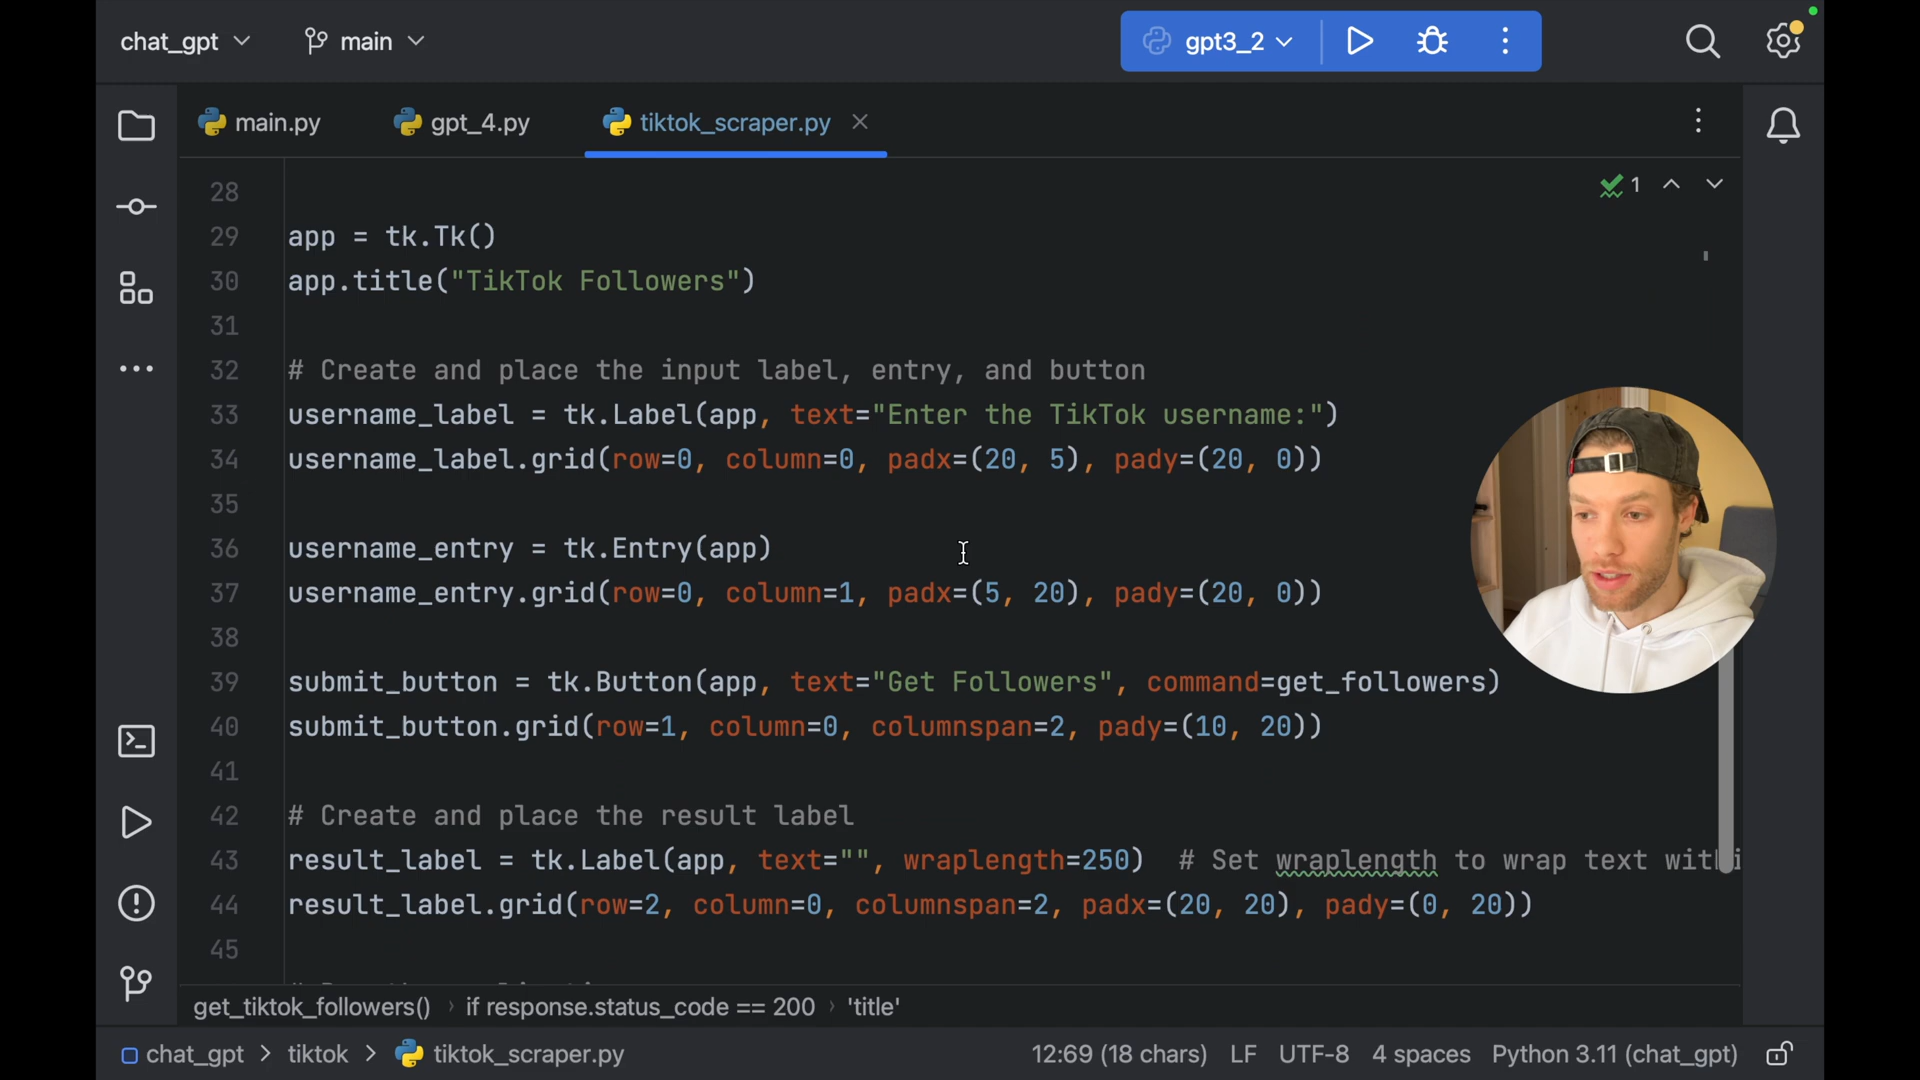 chat_gpt main gpt3_2
main.py gpt_4.py tiktok_scraper.py
1
28
29 app = tk.Tk()
30 app.title("TikTok Followers")
31
32 # Create and place the input label, entry, and button
33 username_label = tk.Label(app, text="Enter the TikTok username:")
34 username_label.grid(row=0, column=0, padx=(20, 5), pady=(20, 0))
35
36 username_entry = tk.Entry(app)
37 username_entry.grid(row=0, column=1, padx=(5, 20), pady=(20, 0))
38
39 submit_button = tk.Button(app, text="Get Followers", command=get_followers)
40 submit_button.grid(row=1, column=0, columnspan=2, pady=(10, 20))
41
42 # Create and place the result label
43 result_label = tk.Label(app, text="", wraplength=250) # Set wraplength to wrap text withi
44 result_label.grid(row=2, column=0, columnspan=2, padx=(20, 20), pady=(0, 20))
45
get_tiktok_followers() › if response.status_code == 200 › 'title'
chat_gpt > tiktok > tiktok_scraper.py 12:69 (18 chars) LF UTF-8 4 spaces Python 3.11 (chat_gpt)